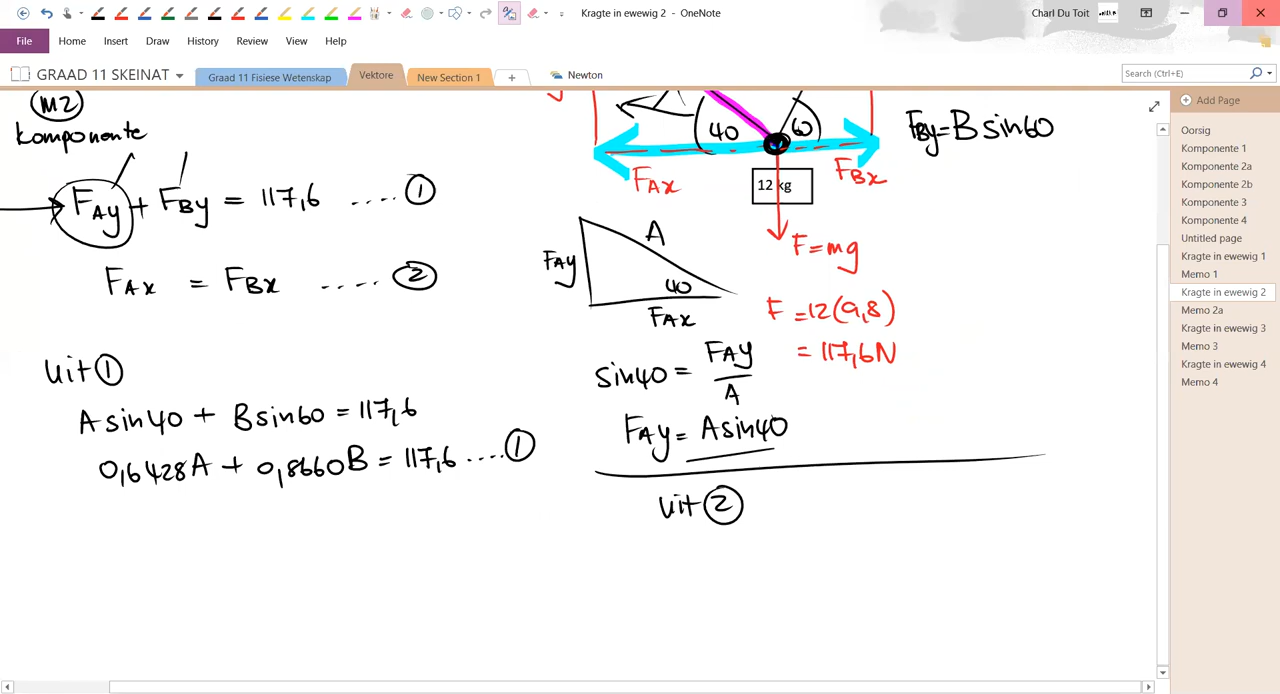 Kragte in ewewig 2 - OneNote
Charl Du Toit
File Home Insert Draw History Review View Help
GRAAD 11 SKEINAT
Graad 11 Fisiese Wetenskap
Vektore
New Section 1
Newton
Search (Ctrl+E)
Add Page
Oorsig
Komponente 1
Komponente 2a
Komponente 2b
Komponente 3
Komponente 4
Untitled page
Kragte in ewewig 1
Memo 1
Kragte in ewewig 2
Memo 2a
Kragte in ewewig 3
Memo 3
Kragte in ewewig 4
Memo 4
M2
komponente
FAy + FBy = 117,6 .... 1
FAx = FBx .... 2
uit 1
A sin40 + B sin60 = 117,6
0,6428A + 0,8660B = 117,6 .... 1
40 60
FAx
FBx
12 kg
FBy = B sin60
F = mg
F = 12(9,8)
= 117,6N
A
FAy
40
FAx
sin40 = FAy
A
FAy = A sin40
uit 2